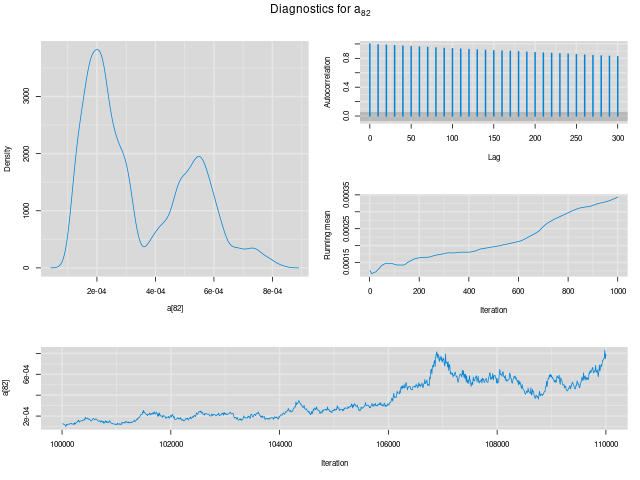 Diagnostics for a82
Density
0
1000
2000
3000
2e-04 4e-04 6e-04 8e-04
a[82]
Autocorrelation
0.0 0.4 0.8
0 50 100 150 200 250 300
Lag
Running mean
0.00015 0.00025 0.00035
0 200 400 600 800 1000
Iteration
a[82]
2e-04 6e-04
100000 102000 104000 106000 108000 110000
Iteration